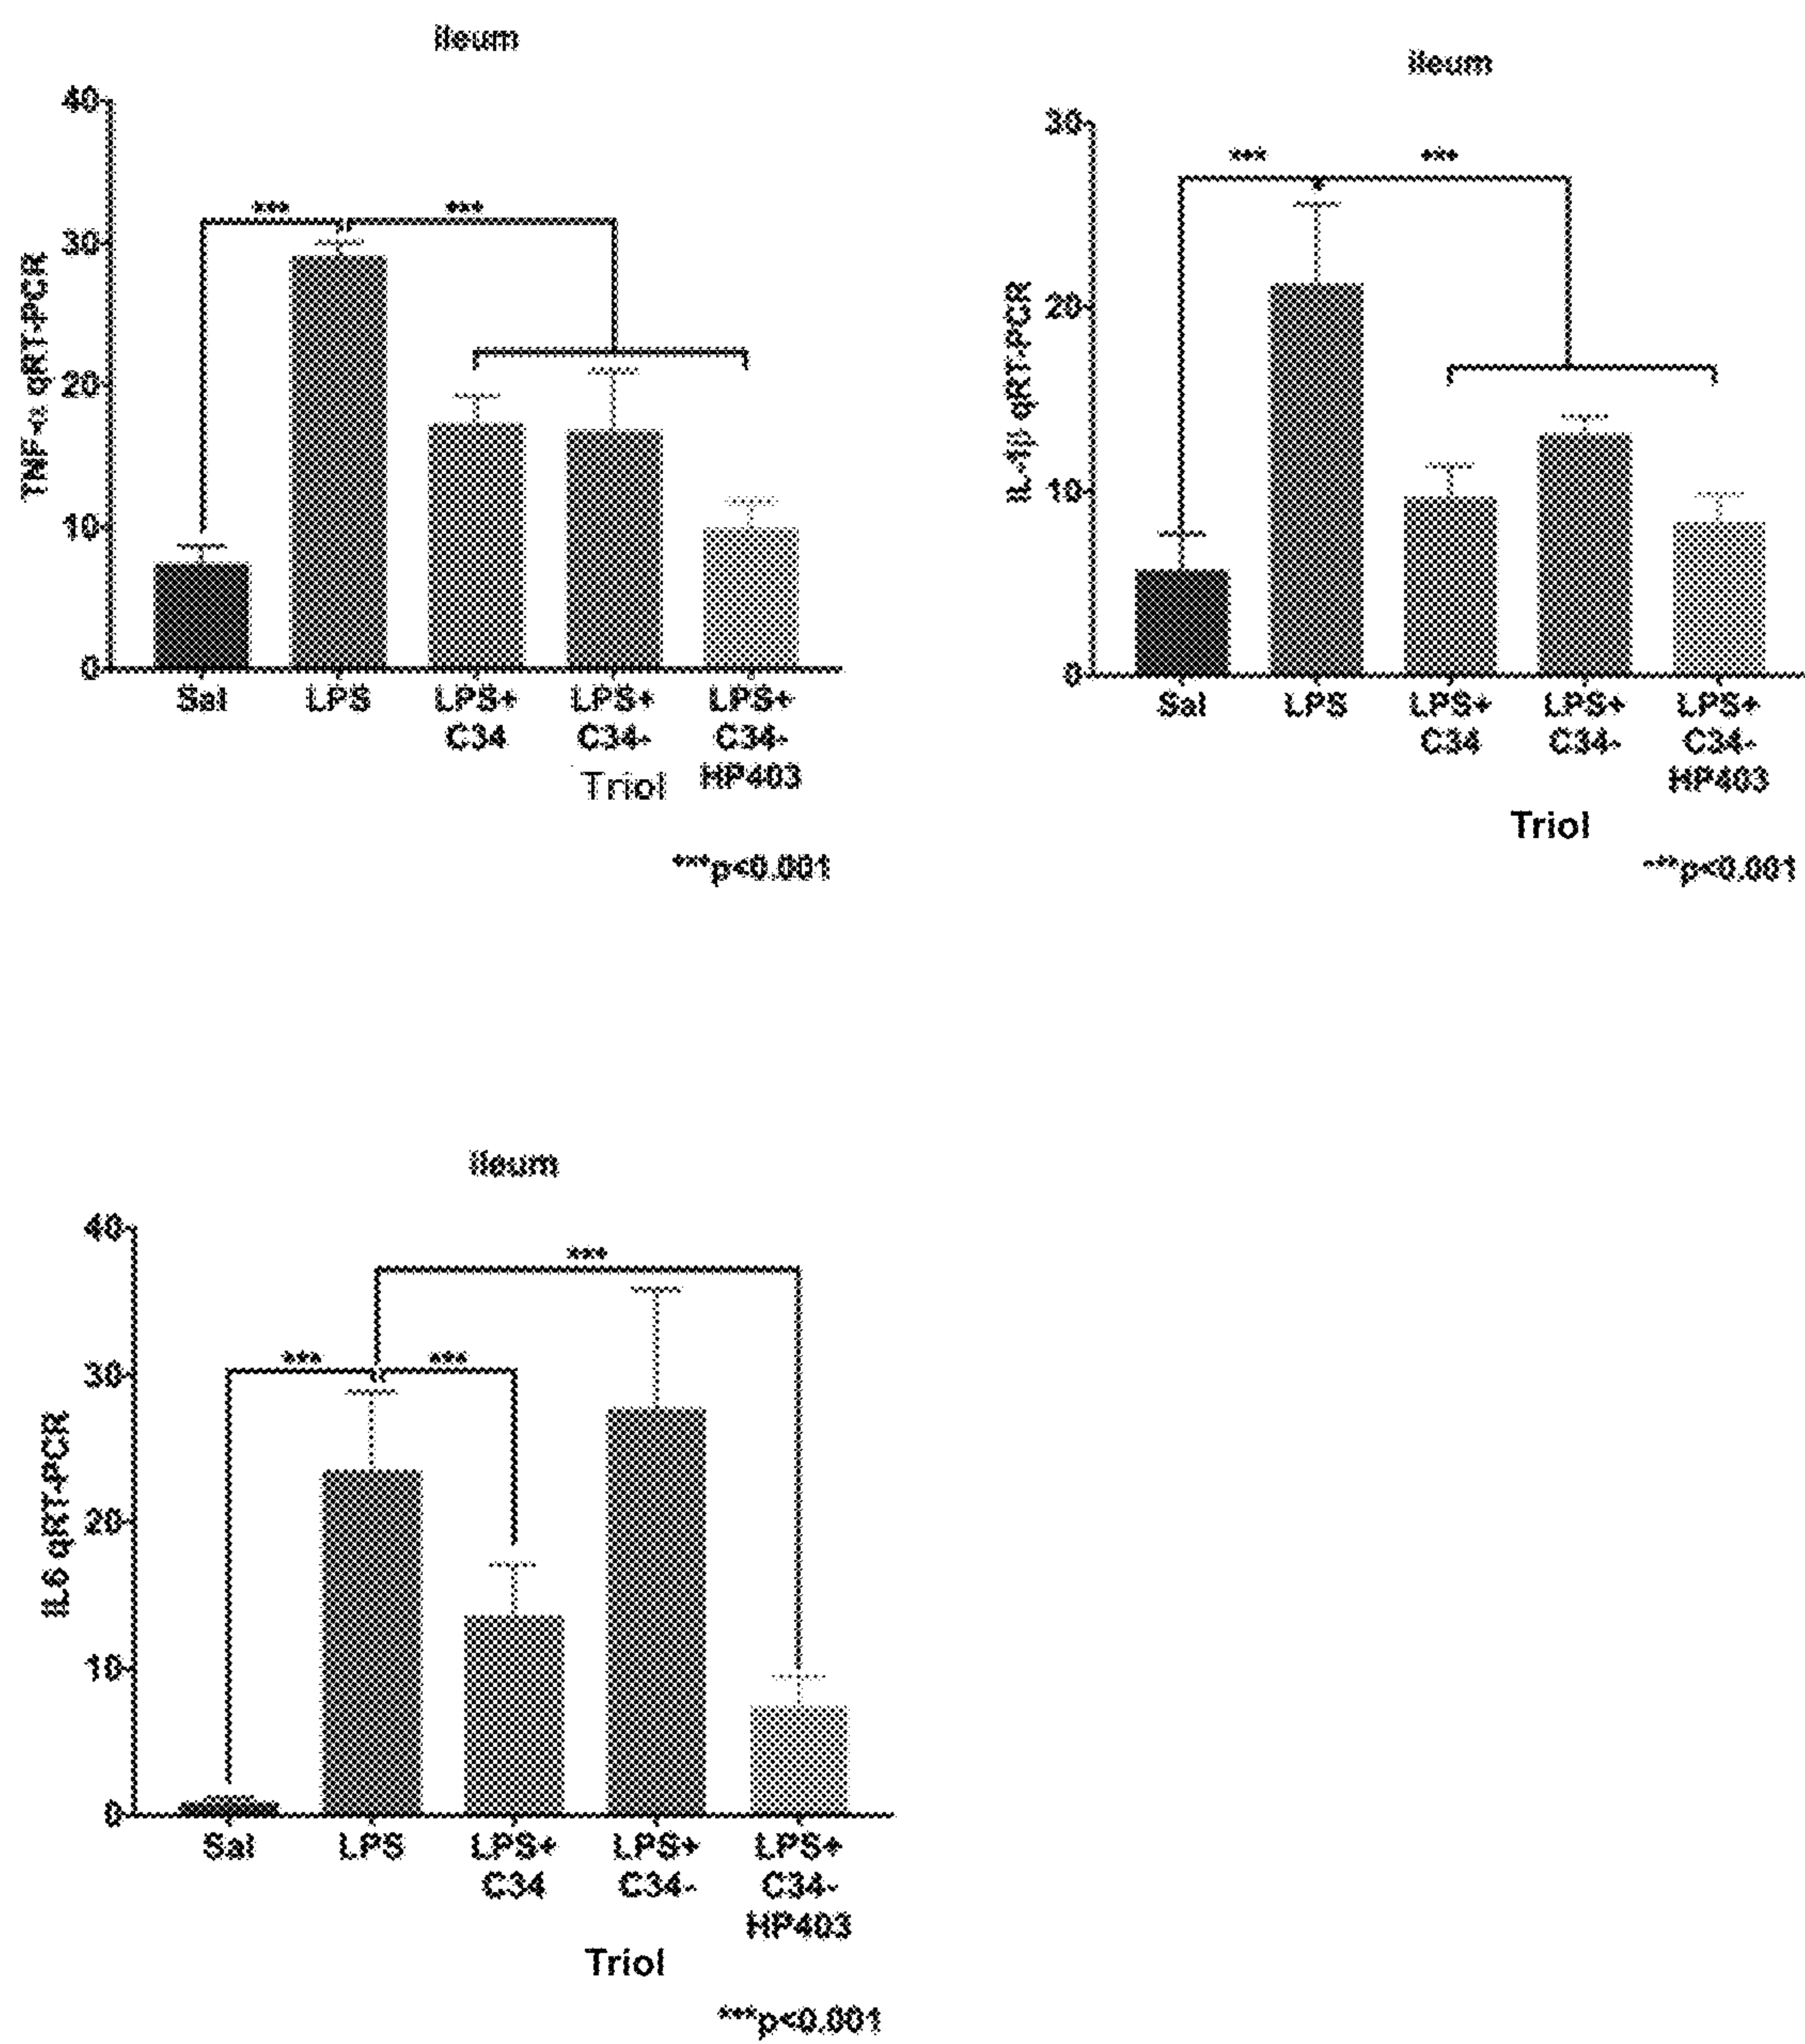 ileum
40
30
20
10
0
TNF-α qRT-PCR
*** ***
Sal LPS LPS+ LPS+ LPS+
C34 C34- C34-
Triol HP403
***p<0.001
ileum
30
20
10
0
IL-1β qRT-PCR
*** ***
Sal LPS LPS+ LPS+ LPS+
C34 C34- C34-
HP403
Triol
***p<0.001
ileum
40
30
20
10
0
IL6 qRT-PCR
***
*** ***
Sal LPS LPS+ LPS+ LPS+
C34 C34- C34-
HP403
Triol
***p<0.001